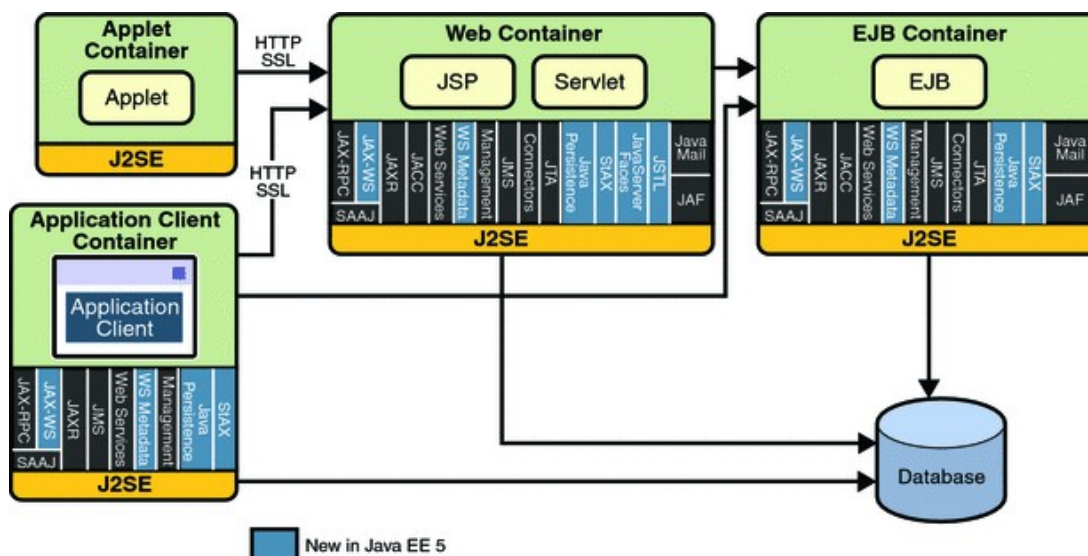 Applet
Container
Applet
J2SE
HTTP
SSL
HTTP
SSL
Web Container
JSP
Servlet
JAX-RPC
JAX-WS
SAAJ
JAXR
JACC
Web Services
WS Metadata
Management
JMS
Connectors
JTA
Java
Persistence
StAX
JavaServer
Faces
JSTL
Java
Mail
JAF
J2SE
EJB Container
EJB
JAX-RPC
JAX-WS
SAAJ
JAXR
JACC
Web Services
WS Metadata
Management
JMS
Connectors
JTA
Java
Persistence
StAX
Java
Mail
JAF
J2SE
Application Client
Container
Application
Client
JAX-RPC
JAX-WS
SAAJ
JAXR
JMS
Web Services
WS Metadata
Management
Java
Persistence
StAX
J2SE
Database
New in Java EE 5